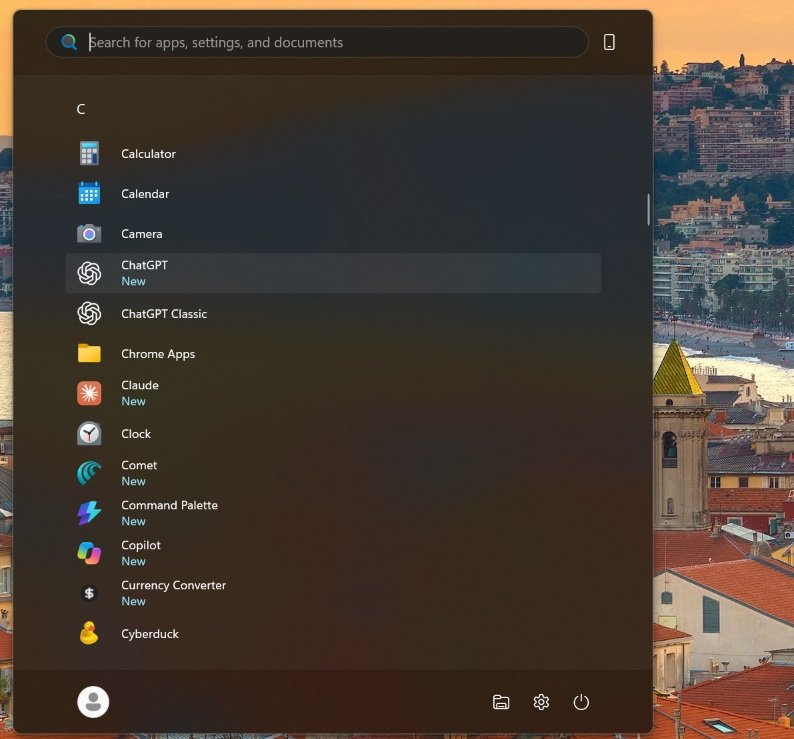 Search for apps, settings, and documents
C
Calculator
Calendar
Camera
ChatGPT
New
ChatGPT Classic
Chrome Apps
Claude
New
Clock
Comet
New
Command Palette
New
Copilot
New
$
Currency Converter
New
Cyberduck